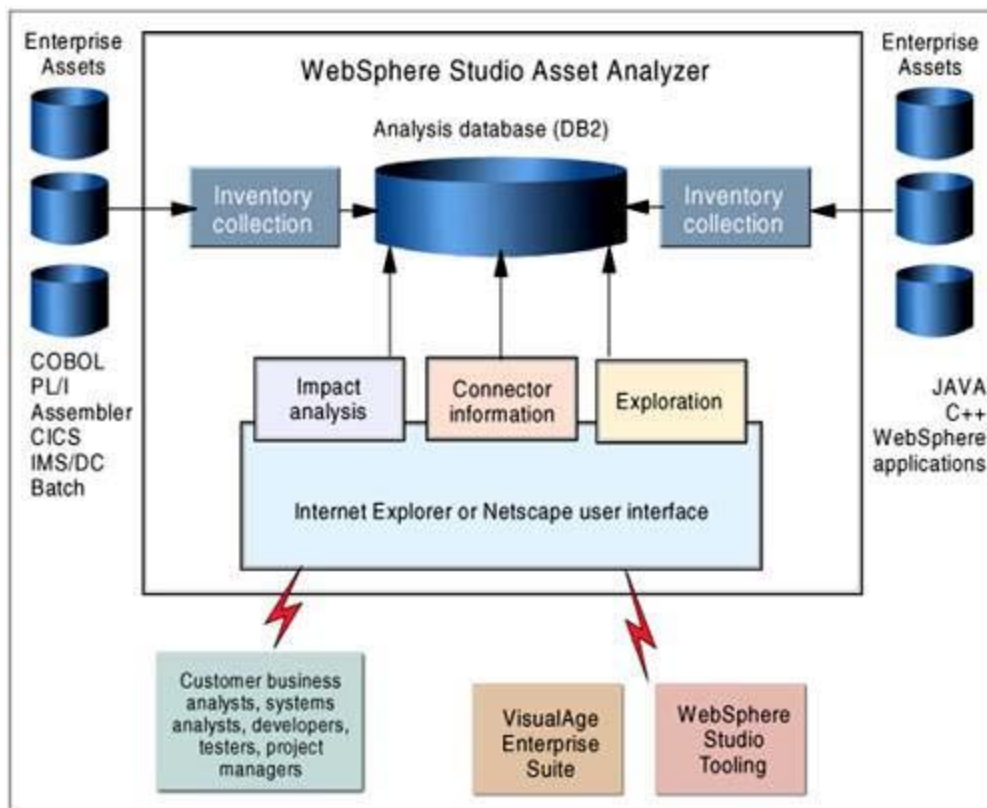 Enterprise
Assets
WebSphere Studio Asset Analyzer
Enterprise
Assets
Analysis database (DB2)
Inventory
collection
Inventory
collection
COBOL
PL/I
Assembler
CICS
IMS/DC
Batch
Impact
analysis
Connector
information
Exploration
JAVA
C++
WebSphere
applications
Internet Explorer or Netscape user interface
Customer business
analysts, systems
analysts, developers,
testers, project
managers
VisualAge
Enterprise
Suite
WebSphere
Studio
Tooling